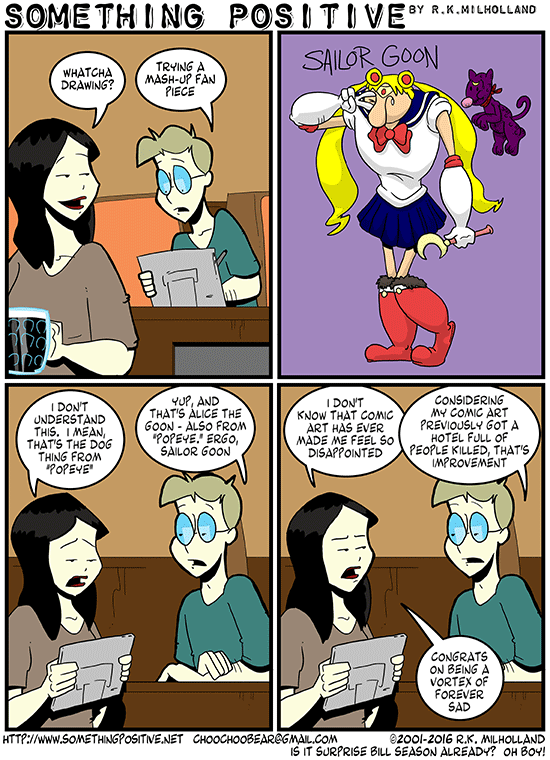 SOMETHING POSITIVE BY R.K.MILHOLLAND
WHATCHA
DRAWING?
TRYING A
MASH-UP FAN
PIECE
SAILOR GOON
I DON'T
UNDERSTAND
THIS. I MEAN,
THAT'S THE DOG
THING FROM
"POPEYE"
YUP, AND
THAT'S ALICE THE
GOON - ALSO FROM
"POPEYE." ERGO,
SAILOR GOON
I DON'T
KNOW THAT COMIC
ART HAS EVER
MADE ME FEEL SO
DISAPPOINTED
CONSIDERING
MY COMIC ART
PREVIOUSLY GOT A
HOTEL FULL OF
PEOPLE KILLED, THAT'S
IMPROVEMENT
CONGRATS
ON BEING A
VORTEX OF
FOREVER
SAD
HTTP://WWW.SOMETHINGPOSITIVE.NET CHOOCHOOBEAR@GMAIL.COM ©2001-2016 R.K. MILHOLLAND
IS IT SURPRISE BILL SEASON ALREADY? OH BOY!